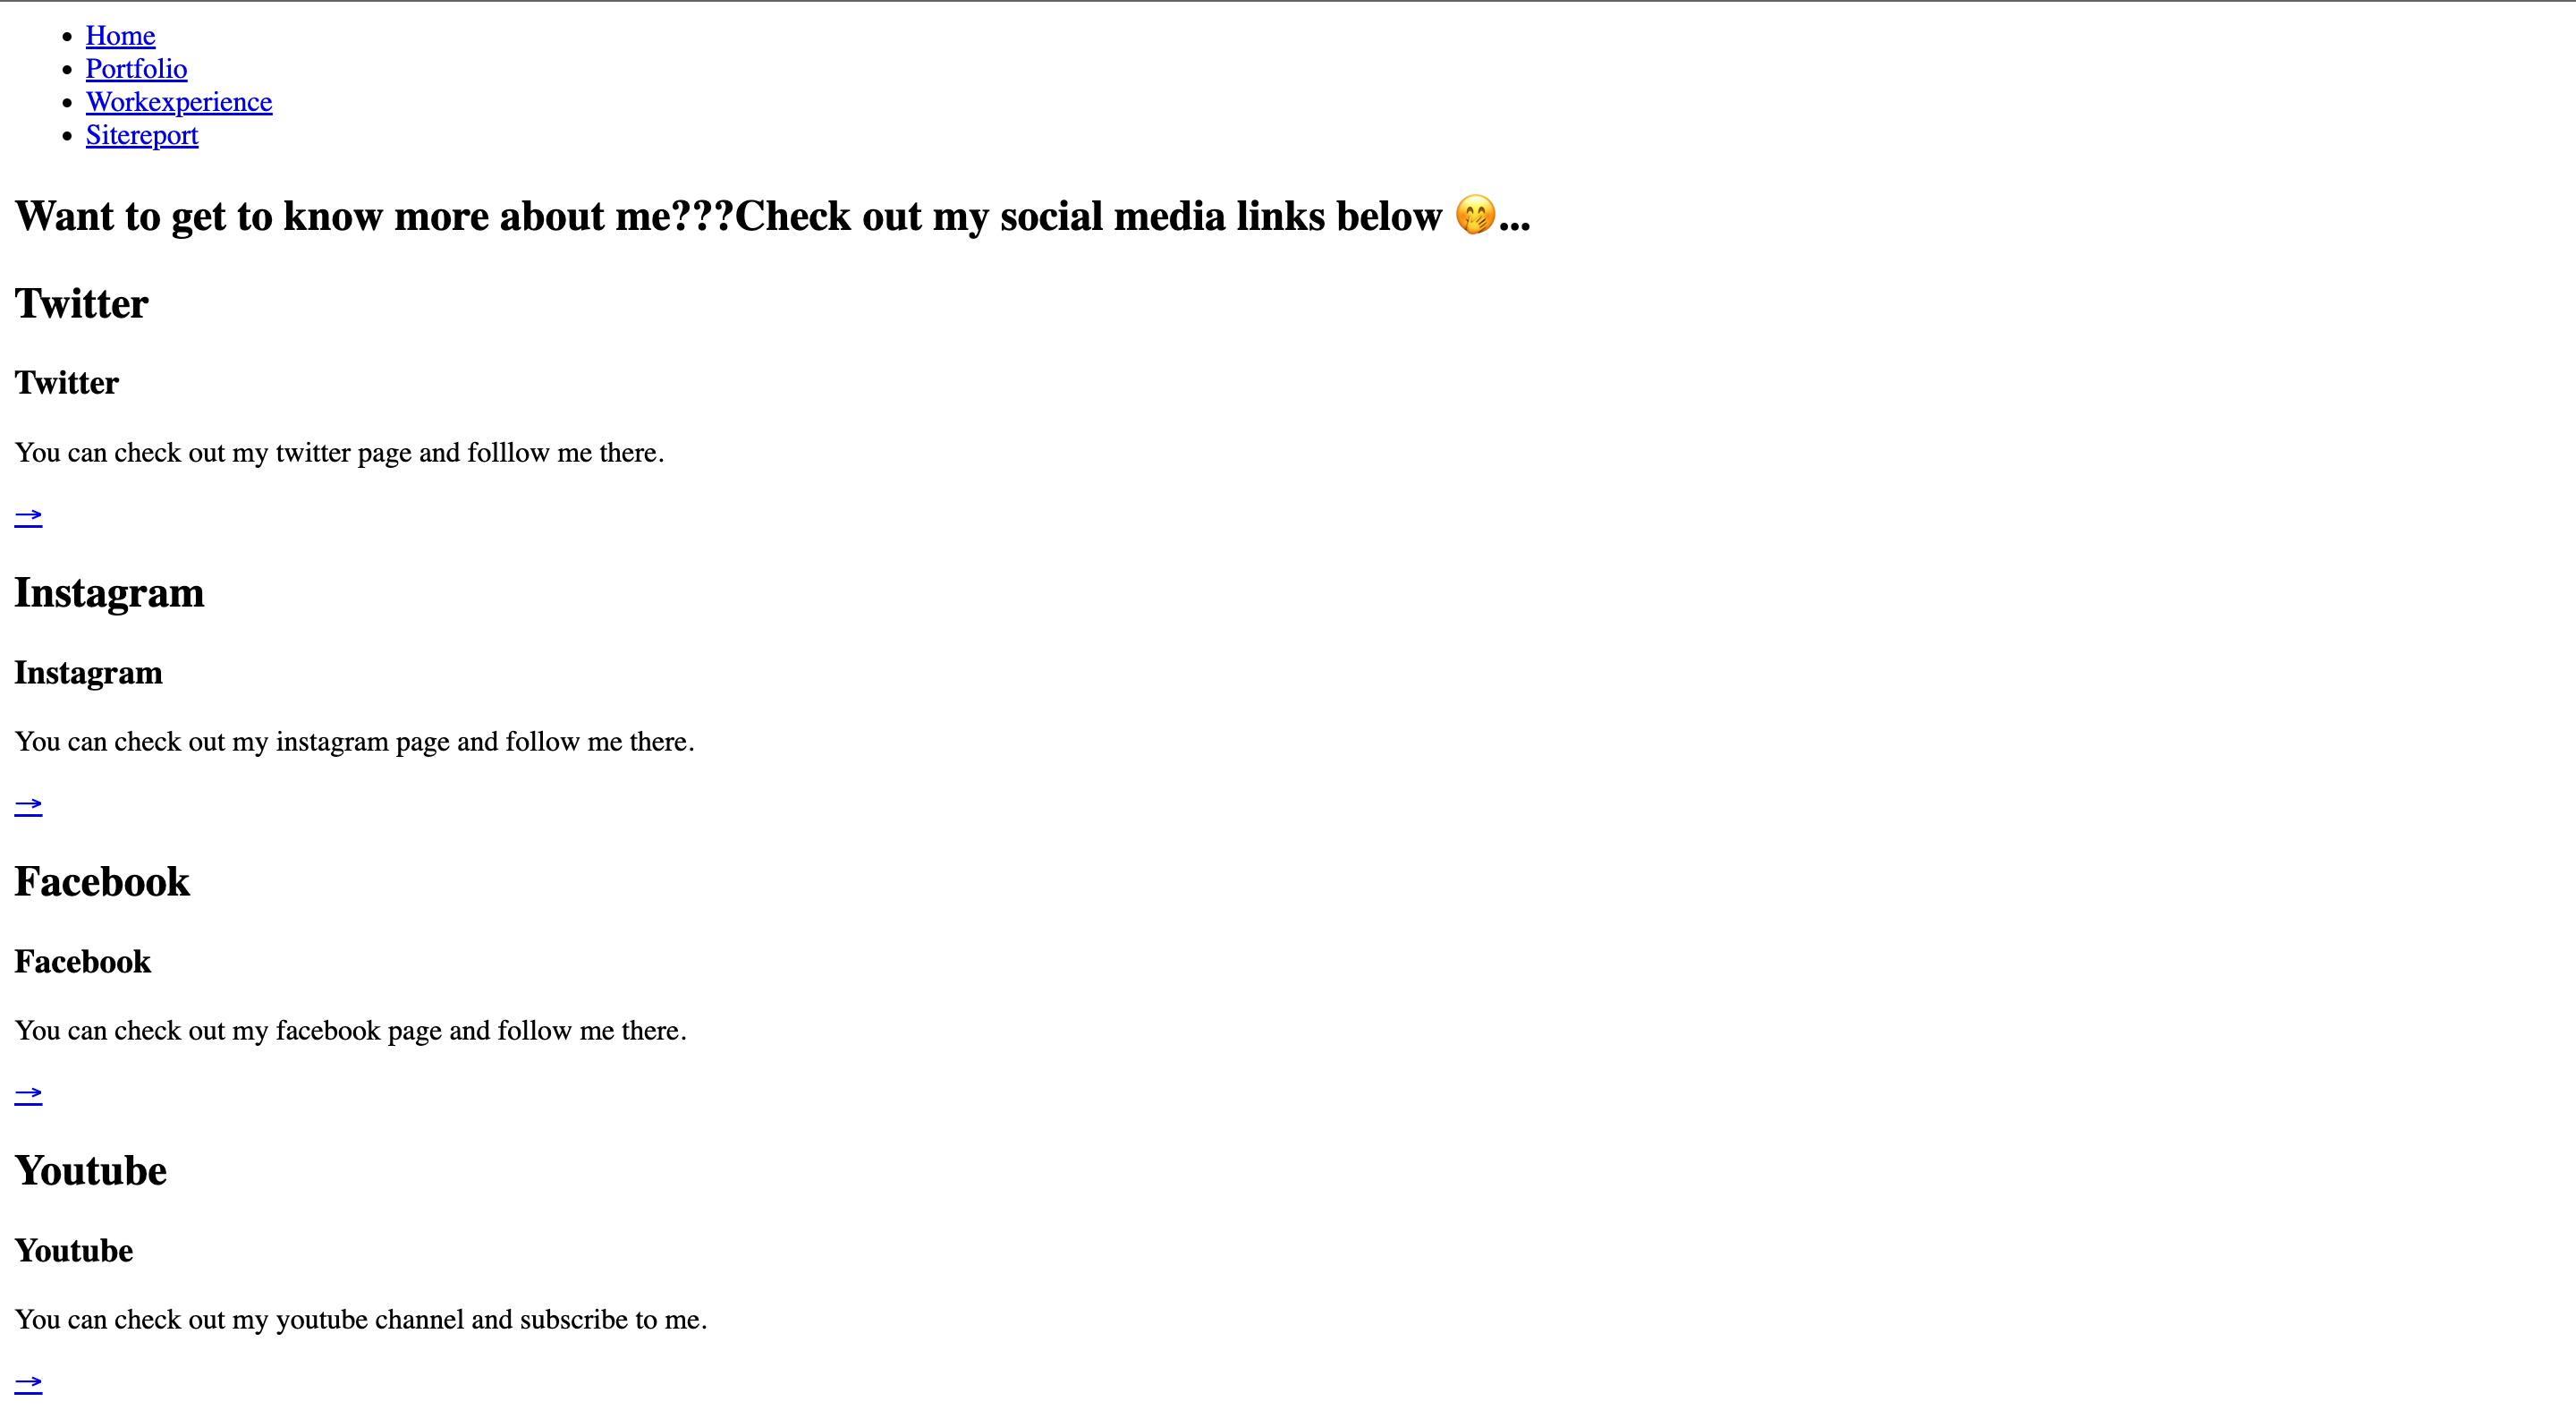 Home
Portfolio
Workexperience
Sitereport
Want to get to know more about me???Check out my social media links below 🤭...
Twitter
Twitter
You can check out my twitter page and folllow me there.
→
Instagram
Instagram
You can check out my instagram page and follow me there.
→
Facebook
Facebook
You can check out my facebook page and follow me there.
→
Youtube
Youtube
You can check out my youtube channel and subscribe to me.
→